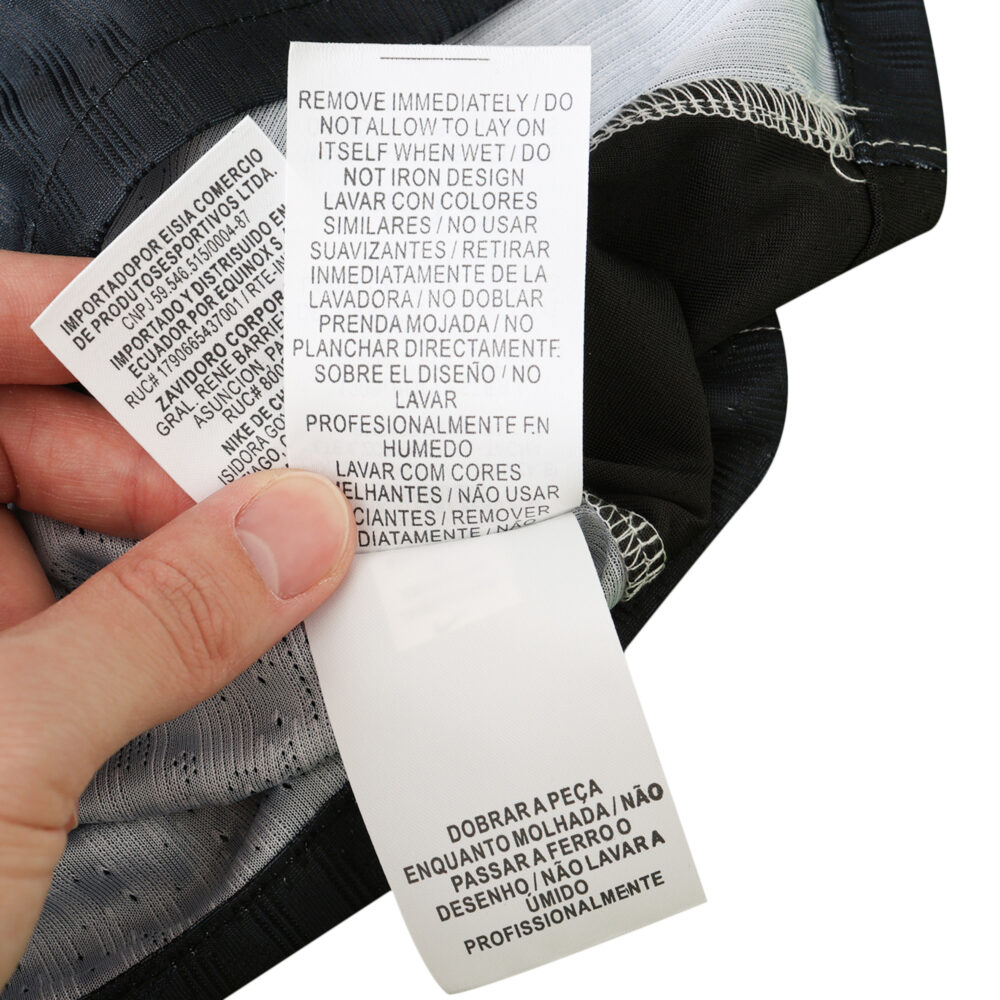 IMPORTADOPOR EISIA COMERCIO
DE PRODUTOSESPORTIVOS LTDA.
CNPJ 59.546.515/0004-87
IMPORTADO Y DISTRISUIDO EN
ECUADOR POR EQUINOX S
RUC# 1790665437001 / RTE-IN
ZAVIDORO CORPOR
GRAL. RENE BARRIE
ASUNCION, PA
RUC# 800
NIKE DE CH
ISIDORA GO
REMOVE IMMEDIATELY / DO
NOT ALLOW TO LAY ON
ITSELF WHEN WET / DO
NOT IRON DESIGN
LAVAR CON COLORES
SIMILARES / NO USAR
SUAVIZANTES / RETIRAR
INMEDIATAMENTE DE LA
LAVADORA / NO DOBLAR
PRENDA MOJADA / NO
PLANCHAR DIRECTAMENTE
SOBRE EL DISEÑO / NO
LAVAR
PROFESIONALMENTE EN
HUMEDO
LAVAR COM CORES
MELHANTES / NÃO USAR
CIANTES / REMOVER
DIATAMENTE / NÃO
DOBRAR A PEÇA
ENQUANTO MOLHADA / NÃO
PASSAR A FERRO O
DESENHO / NÃO LAVAR A
ÚMIDO
PROFISSIONALMENTE